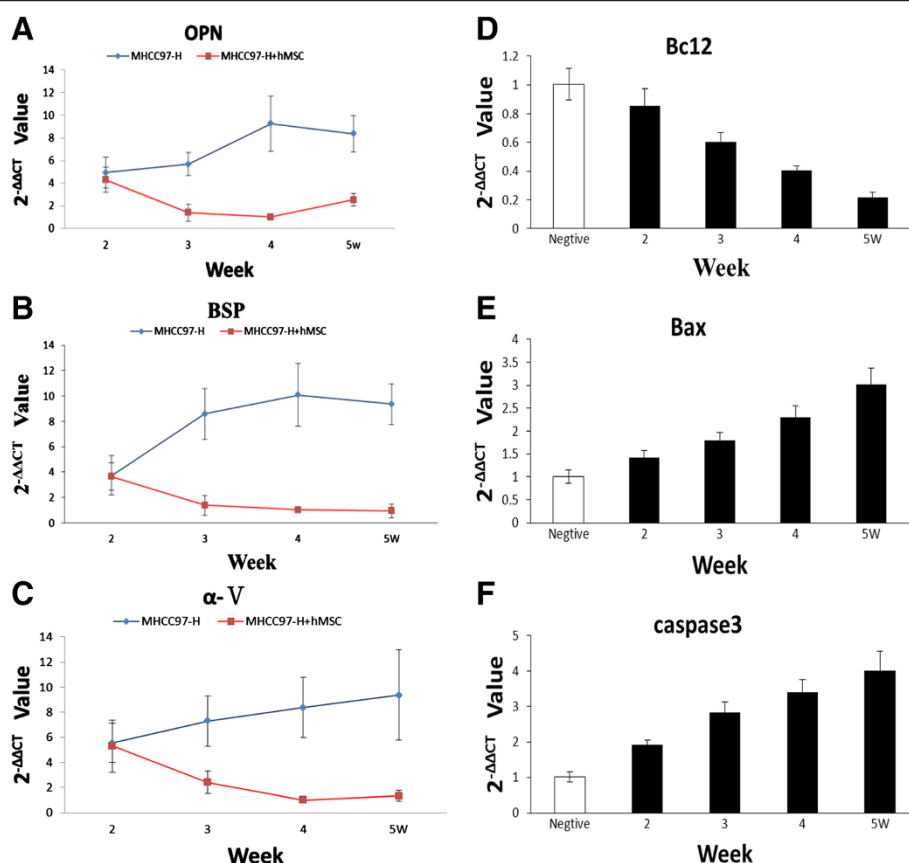 A
OPN
MHCC97-H MHCC97-H+hMSC
2-ΔΔCT Value
14
12
10
8
6
4
2
0
2 3 4 5w
Week
B
BSP
MHCC97-H MHCC97-H+hMSC
2-ΔΔCT Value
14
12
10
8
6
4
2
0
2 3 4 5W
Week
C
α-V
MHCC97-H MHCC97-H+hMSC
2-ΔΔCT Value
14
12
10
8
6
4
2
0
2 3 4 5W
Week
D
Bc12
2-ΔΔCT Value
1.2
1
0.8
0.6
0.4
0.2
0
Negtive 2 3 4 5W
Week
E
Bax
2-ΔΔCT Value
4
3.5
3
2.5
2
1.5
1
0.5
0
Negtive 2 3 4 5W
Week
F
caspase3
2-ΔΔCT Value
5
4
3
2
1
0
Negtive 2 3 4 5W
Week